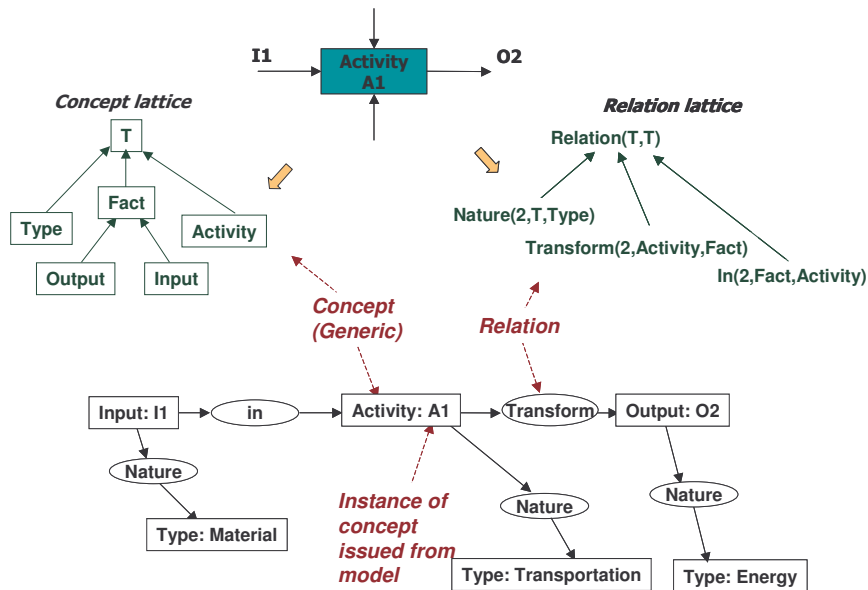 I1
Activity
A1
O2
Concept lattice
T
Fact
Type
Activity
Output
Input
Relation lattice
Relation(T,T)
Nature(2,T,Type)
Transform(2,Activity,Fact)
In(2,Fact,Activity)
Concept
(Generic)
Relation
Input: I1
in
Activity: A1
Transform
Output: O2
Nature
Type: Material
Instance of
concept
issued from
model
Nature
Type: Transportation
Nature
Type: Energy